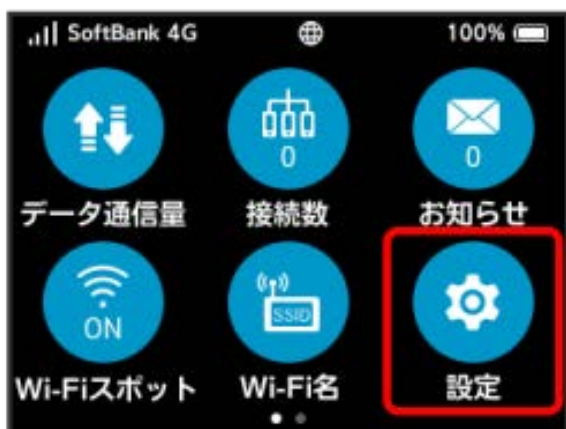 SoftBank 4G 100%
0 0
データ通信量 接続数 お知らせ
ON SSID
Wi-Fiスポット Wi-Fi名 設定